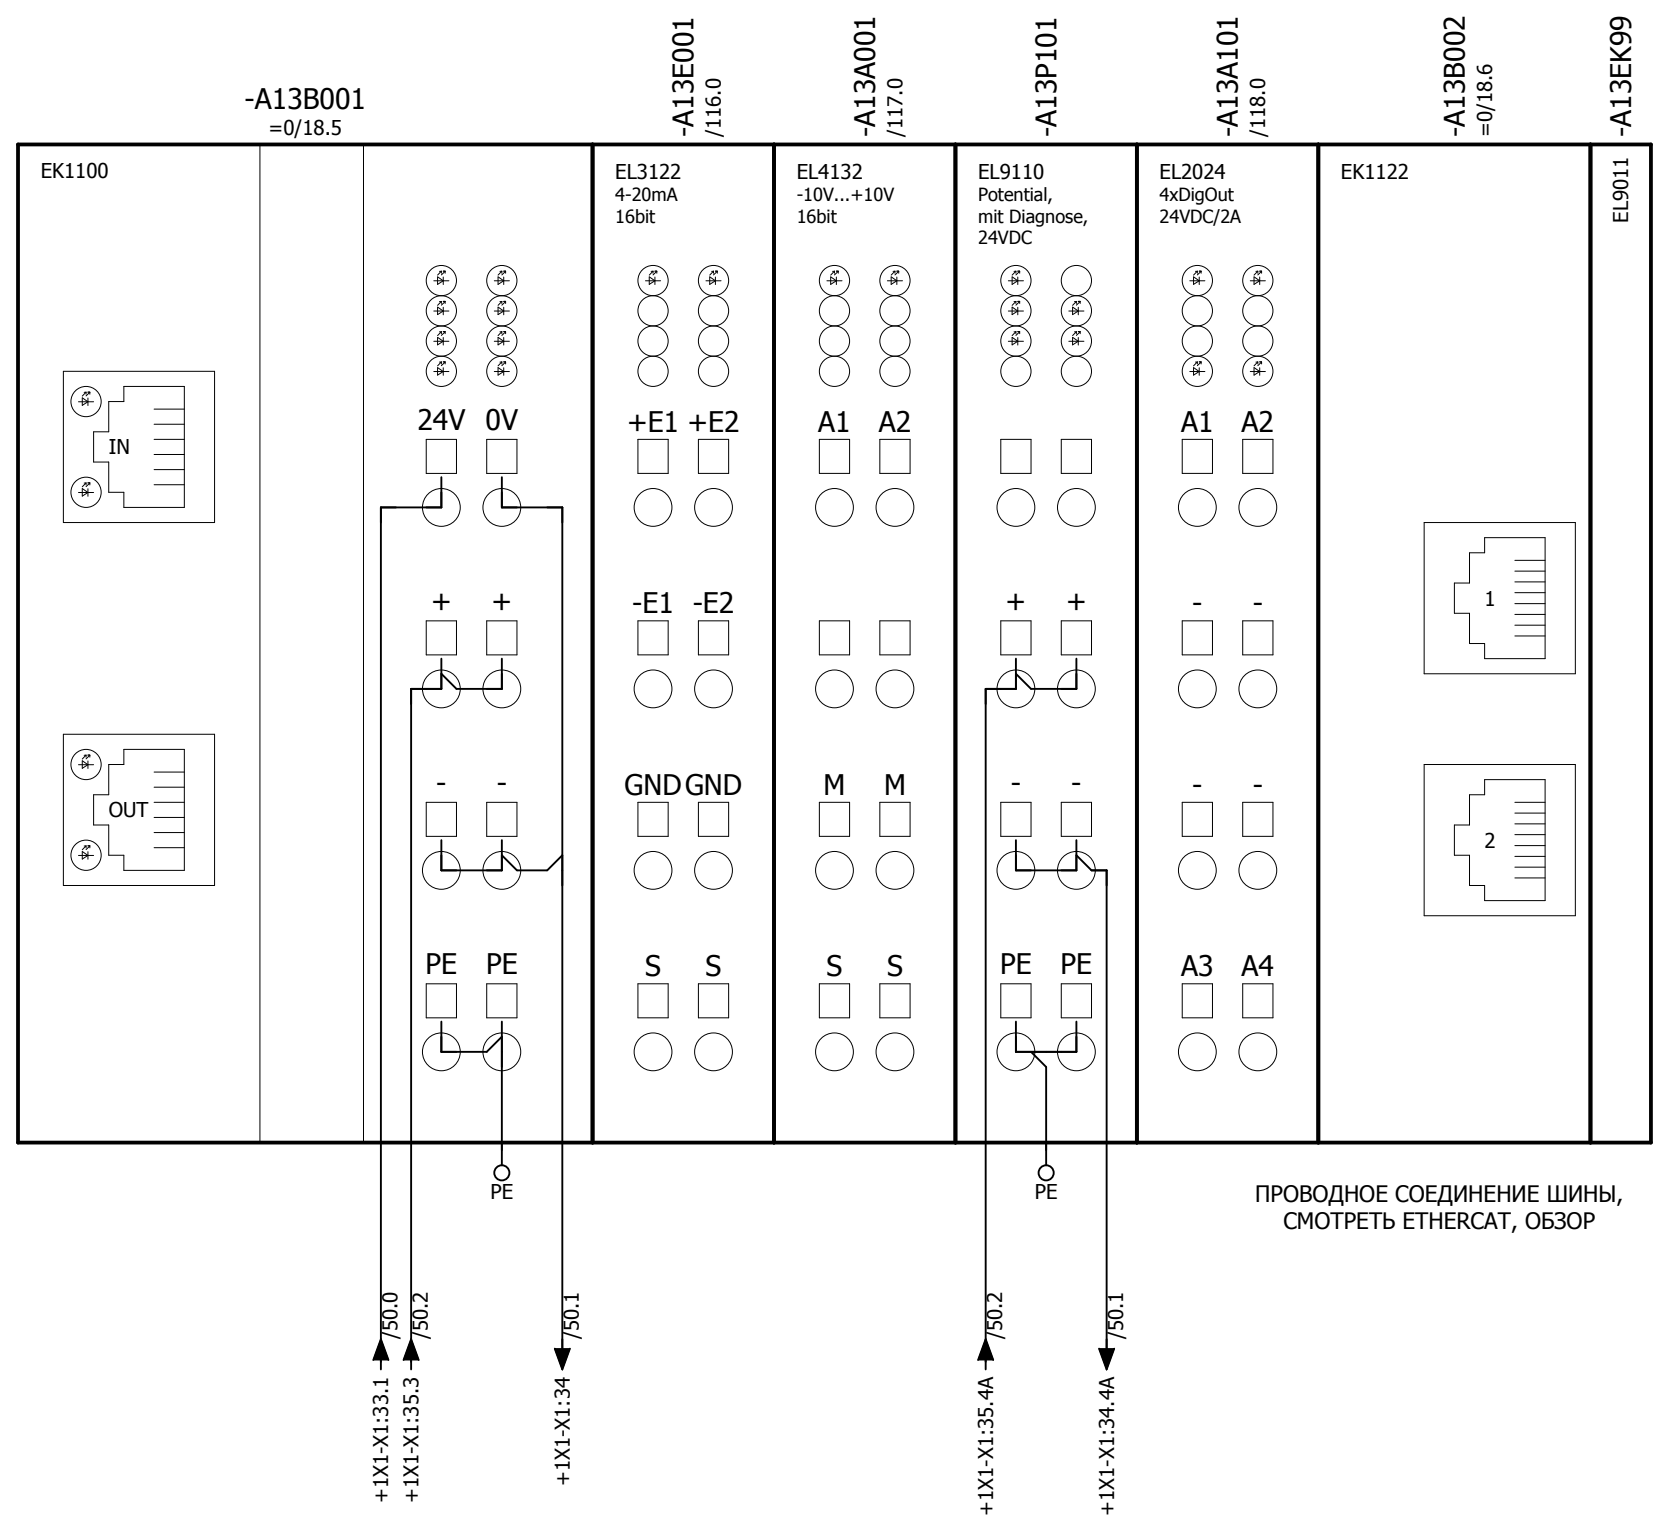 -A13B001
=0/18.5
-A13E001
/116.0
-A13A001
/117.0
-A13P101
-A13A101
/118.0
-A13B002
=0/18.6
-A13EK99
EK1100
EL3122
4-20mA
16bit
EL4132
-10V...+10V
16bit
EL9110
Potential,
mit Diagnose,
24VDC
EL2024
4xDigOut
24VDC/2A
EK1122
EL9011
24V 0V
+E1 +E2
A1 A2
A1 A2
IN
+ +
-E1 -E2
+ +
- -
1
- -
GND GND
M M
- -
- -
OUT
2
PE PE
S S
S S
PE PE
A3 A4
PE
PE
ПРОВОДНОЕ СОЕДИНЕНИЕ ШИНЫ,
СМОТРЕТЬ ETHERCAT, ОБЗОР
/50.0
/50.2
/50.1
/50.2
/50.1
+1X1-X1:33.1
+1X1-X1:35.3
+1X1-X1:34
+1X1-X1:35.4A
+1X1-X1:34.4A